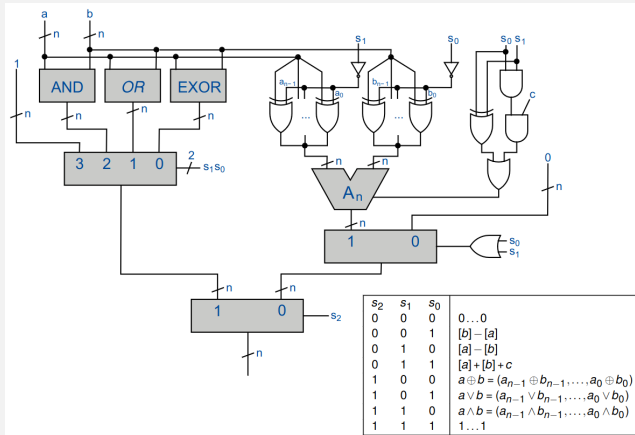 a b
n n
s₁ s₀ s₀ s₁
1
AND OR EXOR
aₙ₋₁ a₀ bₙ₋₁ b₀
c
... ...
n n n n
n n
3 2 1 0
2
s₁s₀
0
n
Aₙ
n
1 0
s₀
s₁
n n
1 0
s₂
n
s₂ s₁ s₀
0 0 0 0...0
0 0 1 [b]−[a]
0 1 0 [a]−[b]
0 1 1 [a]+[b]+c
1 0 0 a⊕b = (aₙ₋₁⊕bₙ₋₁,...,a₀⊕b₀)
1 0 1 a∨b = (aₙ₋₁∨bₙ₋₁,...,a₀∨b₀)
1 1 0 a∧b = (aₙ₋₁∧bₙ₋₁,...,a₀∧b₀)
1 1 1 1...1